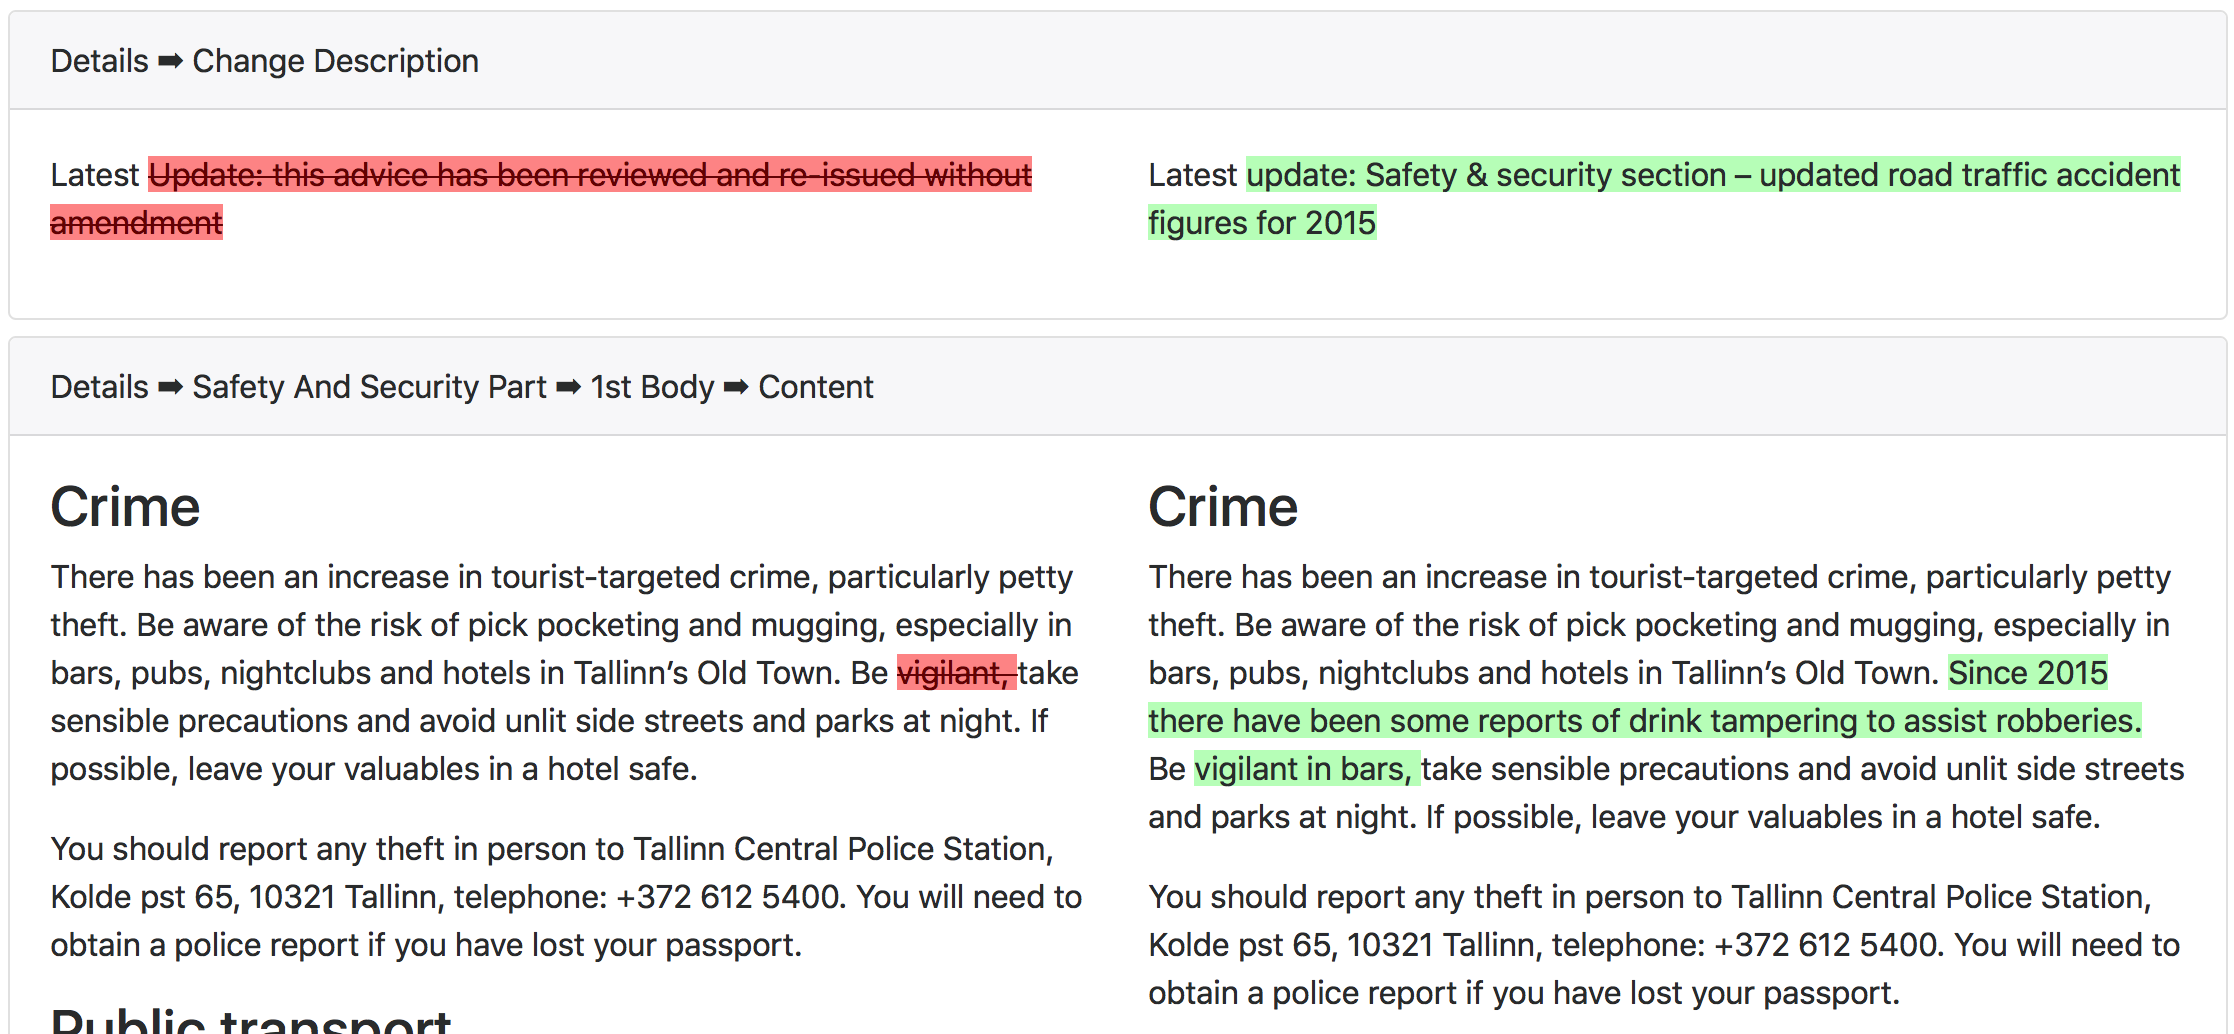 Details ➡ Change Description
Latest Update: this advice has been reviewed and re-issued without
amendment
Latest update: Safety & security section – updated road traffic accident
figures for 2015
Details ➡ Safety And Security Part ➡ 1st Body ➡ Content
Crime
There has been an increase in tourist-targeted crime, particularly petty
theft. Be aware of the risk of pick pocketing and mugging, especially in
bars, pubs, nightclubs and hotels in Tallinn’s Old Town. Be vigilant, take
sensible precautions and avoid unlit side streets and parks at night. If
possible, leave your valuables in a hotel safe.
You should report any theft in person to Tallinn Central Police Station,
Kolde pst 65, 10321 Tallinn, telephone: +372 612 5400. You will need to
obtain a police report if you have lost your passport.
Public transport
Crime
There has been an increase in tourist-targeted crime, particularly petty
theft. Be aware of the risk of pick pocketing and mugging, especially in
bars, pubs, nightclubs and hotels in Tallinn’s Old Town. Since 2015
there have been some reports of drink tampering to assist robberies.
Be vigilant in bars, take sensible precautions and avoid unlit side streets
and parks at night. If possible, leave your valuables in a hotel safe.
You should report any theft in person to Tallinn Central Police Station,
Kolde pst 65, 10321 Tallinn, telephone: +372 612 5400. You will need to
obtain a police report if you have lost your passport.